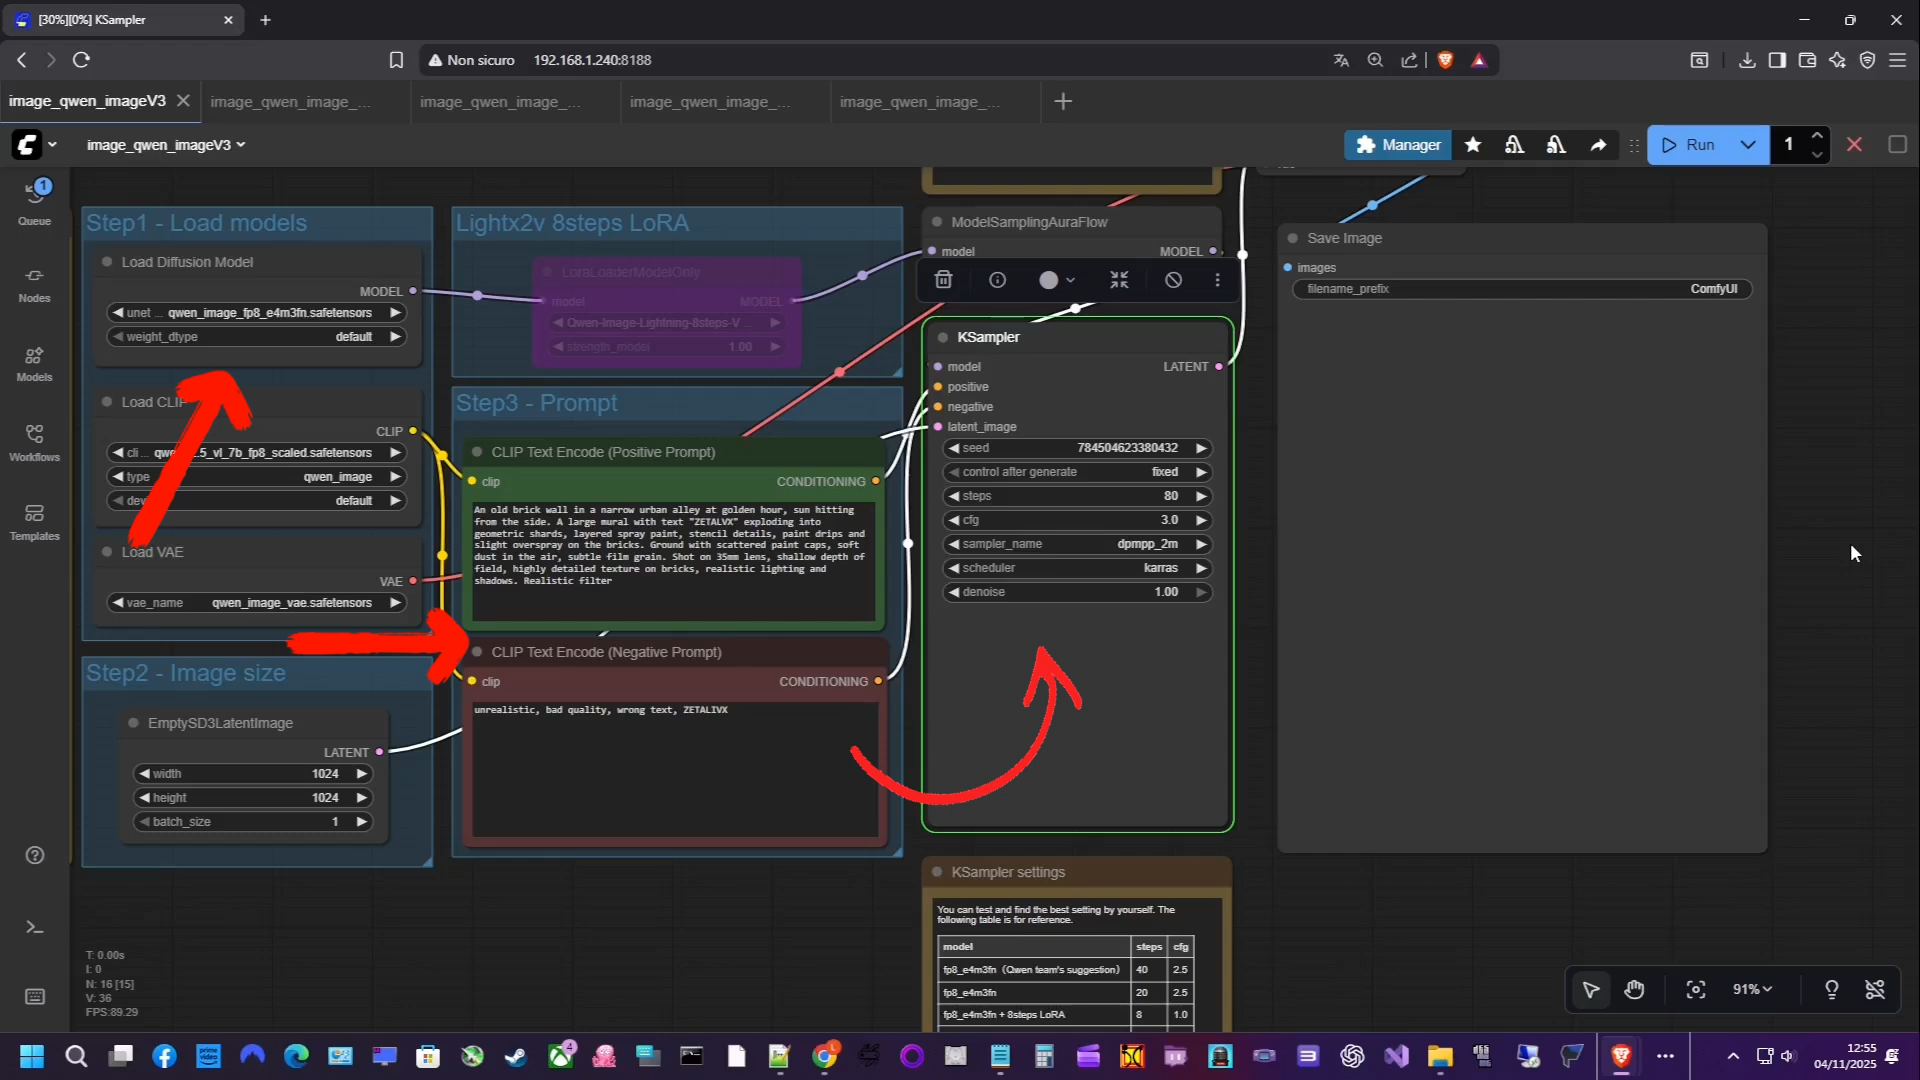 [30%][0%] KSampler
Non sicuro 192.168.1.240:8188
image_qwen_imageV3
image_qwen_image_...
image_qwen_image_...
image_qwen_image_...
image_qwen_image_...
image_qwen_imageV3
Manager
Run
1
1
Queue
Nodes
Models
Workflows
Templates
Step1 - Load models
Load Diffusion Model
MODEL
unet ... qwen_image_fp8_e4m3fn.safetensors
weight_dtype default
Load CLIP
CLIP
cli ...
type qwen_image
default
Load VAE
VAE
vae_name qwen_image_vae.safetensors
Step2 - Image size
EmptySD3LatentImage
LATENT
width 1024
height 1024
batch_size 1
Lightx2v 8steps LoRA
LoraLoaderModelOnly
model MODEL
Qwen-Image-Lightning-8steps-V ...
strength_model 1.00
Step3 - Prompt
CLIP Text Encode (Positive Prompt)
clip CONDITIONING
An old brick wall in a narrow urban alley at golden hour, sun hitting
from the side. A large mural with text "ZETALVX" exploding into
geometric shards, layered spray paint, stencil details, paint drips and
slight overspray on the bricks. Ground with scattered paint caps, soft
dust in the air, subtle film grain. Shot on 35mm lens, shallow depth of
field, highly detailed texture on bricks, realistic lighting and
shadows. Realistic filter
CLIP Text Encode (Negative Prompt)
clip CONDITIONING
unrealistic, bad quality, wrong text, ZETALIVX
ModelSamplingAuraFlow
model MODEL
KSampler
model LATENT
positive
negative
latent_image
seed 784504623380432
control after generate fixed
steps 80
cfg 3.0
sampler_name dpmpp_2m
scheduler karras
denoise 1.00
KSampler settings
You can test and find the best setting by yourself. The
following table is for reference.
model steps cfg
fp8_e4m3fn (Qwen team's suggestion) 40 2.5
fp8_e4m3fn 20 2.5
fp8_e4m3fn + 8steps LoRA 8 1.0
Save Image
images
filename_prefix ComfyUI
T: 0.00s
I: 0
N: 16 [15]
V: 36
FPS:89.29
91%
prime video
4
12:55
04/11/2025